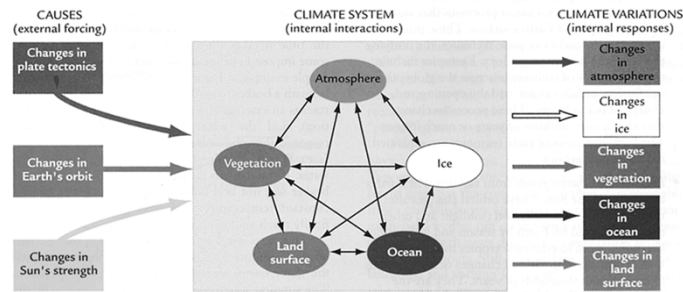 CAUSES
(external forcing)
Changes in
plate tectonics
Changes in
Earth's orbit
Changes in
Sun's strength
CLIMATE SYSTEM
(internal interactions)
Atmosphere
Vegetation
Ice
Land
surface
Ocean
CLIMATE VARIATIONS
(internal responses)
Changes
in
atmosphere
Changes
in
ice
Changes
in
vegetation
Changes
in
ocean
Changes
in land
surface